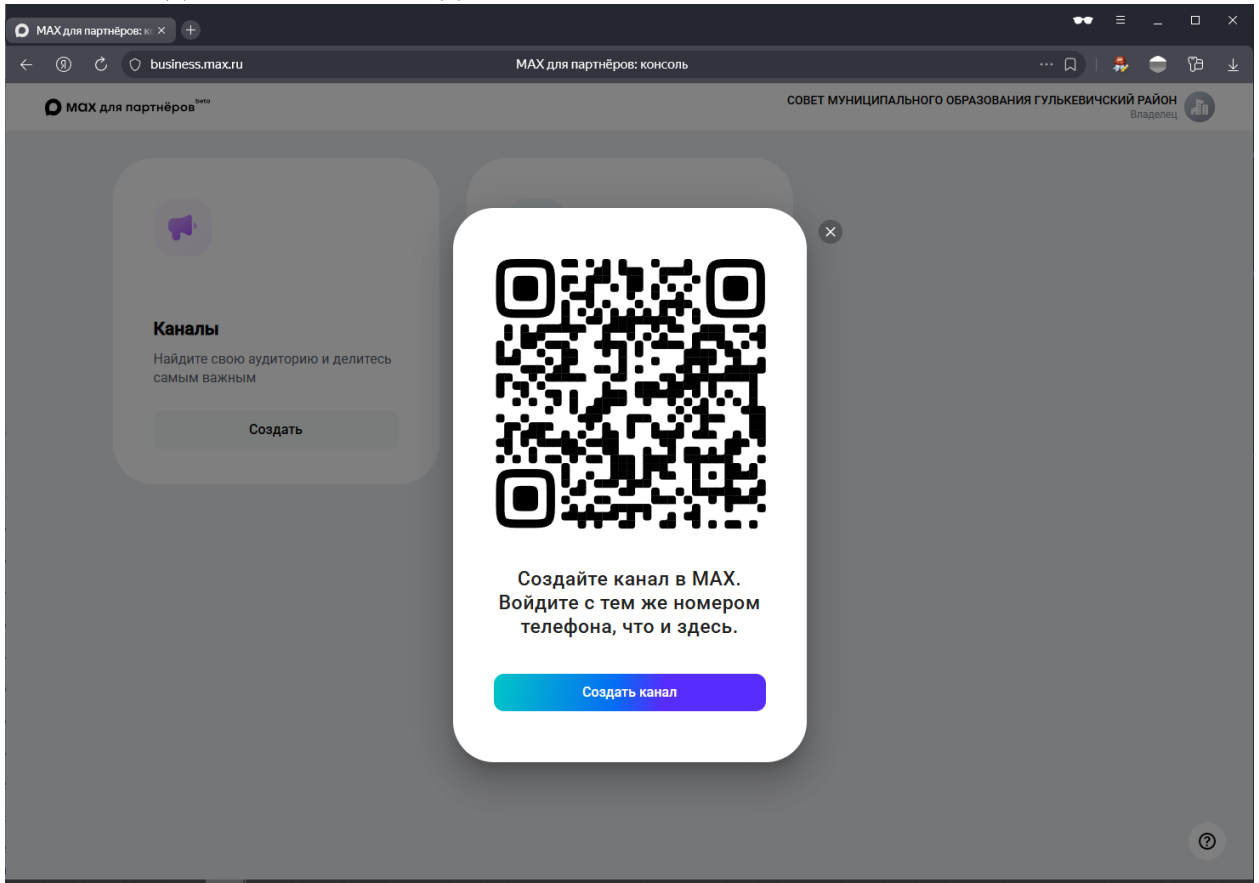 MAX для партнёров: кс
business.max.ru
MAX для партнёров: консоль
мах для партнёров beta
СОВЕТ МУНИЦИПАЛЬНОГО ОБРАЗОВАНИЯ ГУЛЬКЕВИЧСКИЙ РАЙОН
Владелец
Каналы
Найдите свою аудиторию и делитесь
самым важным
Создать
Создайте канал в MAX.
Войдите с тем же номером
телефона, что и здесь.
Создать канал